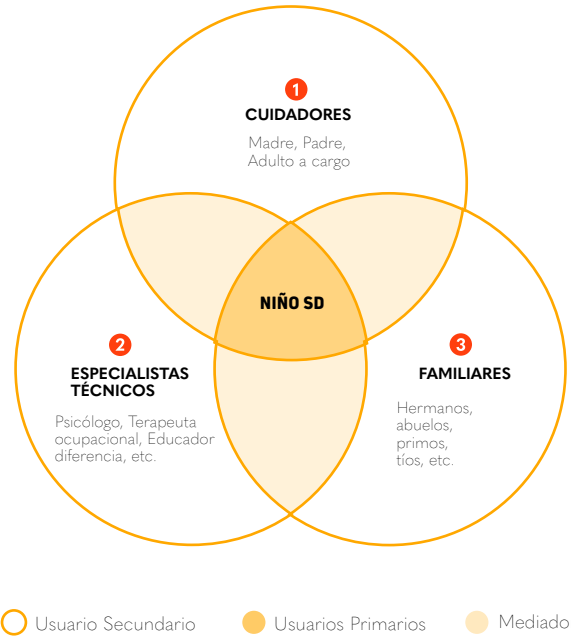 1
CUIDADORES
Madre, Padre,
Adulto a cargo
NIÑO SD
2
ESPECIALISTAS
TÉCNICOS
Psicólogo, Terapeuta
ocupacional, Educador
diferencia, etc.
3
FAMILIARES
Hermanos,
abuelos,
primos,
tíos, etc.
Usuario Secundario
Usuarios Primarios
Mediado